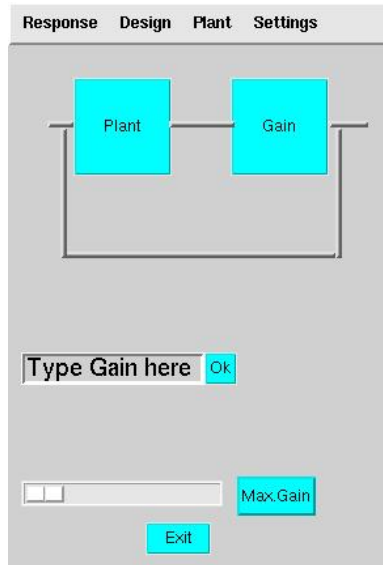 Response Design Plant Settings
Plant Gain
Type Gain here Ok
Max.Gain
Exit